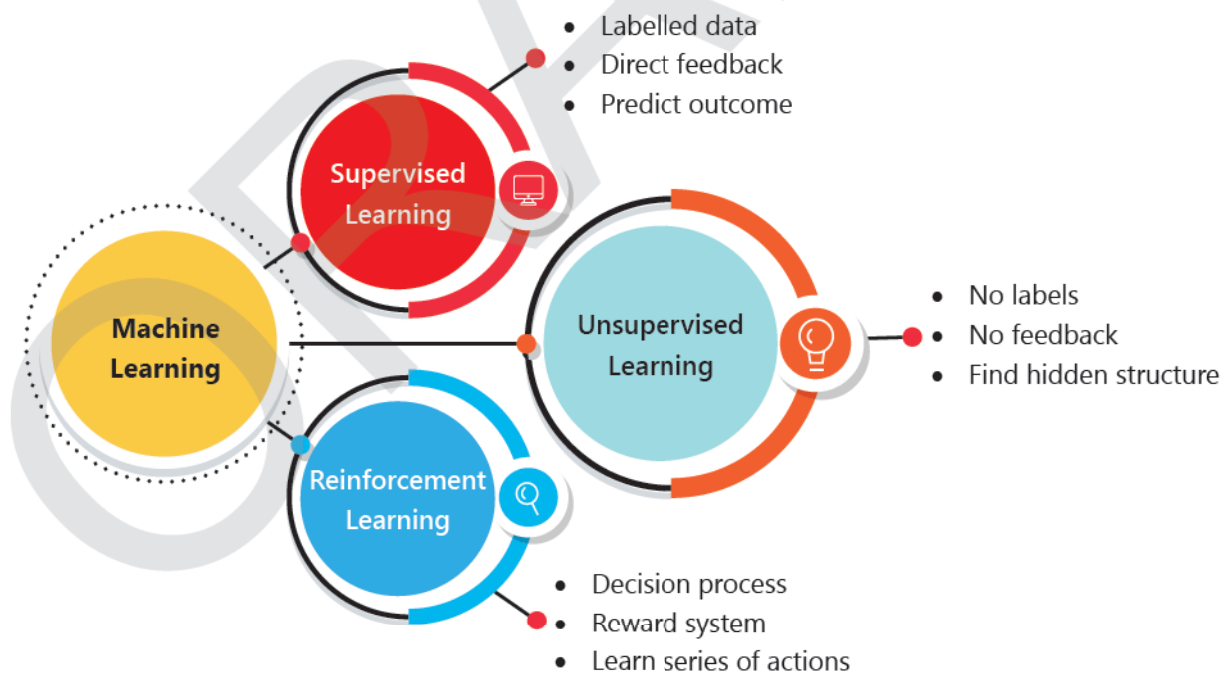 • Labelled data
• Direct feedback
• Predict outcome
Supervised
Learning
Machine
Learning
Unsupervised
Learning
• No labels
• No feedback
• Find hidden structure
Reinforcement
Learning
• Decision process
• Reward system
• Learn series of actions